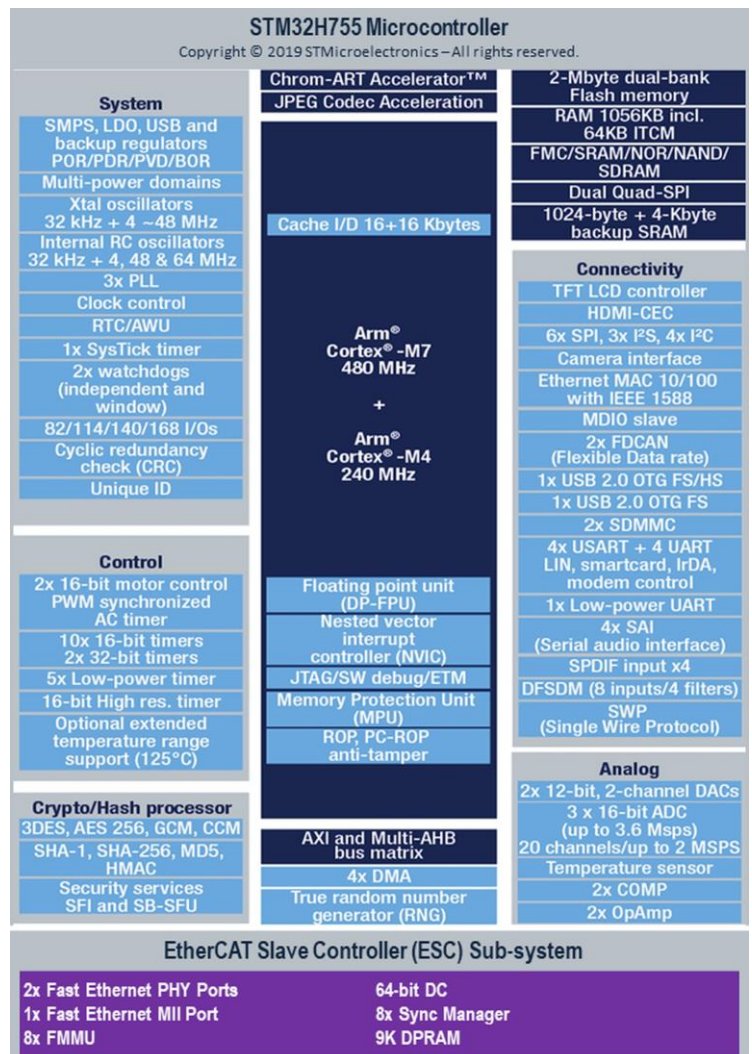 STM32H755 Microcontroller
Copyright © 2019 STMicroelectronics – All rights reserved.
System
SMPS, LDO, USB and
backup regulators
POR/PDR/PVD/BOR
Multi-power domains
Xtal oscillators
32 kHz + 4 ~48 MHz
Internal RC oscillators
32 kHz + 4, 48 & 64 MHz
3x PLL
Clock control
RTC/AWU
1x SysTick timer
2x watchdogs
(independent and
window)
82/114/140/168 I/Os
Cyclic redundancy
check (CRC)
Unique ID
Control
2x 16-bit motor control
PWM synchronized
AC timer
10x 16-bit timers
2x 32-bit timers
5x Low-power timer
16-bit High res. timer
Optional extended
temperature range
support (125°C)
Crypto/Hash processor
3DES, AES 256, GCM, CCM
SHA-1, SHA-256, MD5,
HMAC
Security services
SFI and SB-SFU
Chrom-ART Accelerator™
JPEG Codec Acceleration
Cache I/D 16+16 Kbytes
Arm®
Cortex® -M7
480 MHz
+
Arm®
Cortex® -M4
240 MHz
Floating point unit
(DP-FPU)
Nested vector
interrupt
controller (NVIC)
JTAG/SW debug/ETM
Memory Protection Unit
(MPU)
ROP, PC-ROP
anti-tamper
AXI and Multi-AHB
bus matrix
4x DMA
True random number
generator (RNG)
2-Mbyte dual-bank
Flash memory
RAM 1056KB incl.
64KB ITCM
FMC/SRAM/NOR/NAND/
SDRAM
Dual Quad-SPI
1024-byte + 4-Kbyte
backup SRAM
Connectivity
TFT LCD controller
HDMI-CEC
6x SPI, 3x I²S, 4x I²C
Camera interface
Ethernet MAC 10/100
with IEEE 1588
MDIO slave
2x FDCAN
(Flexible Data rate)
1x USB 2.0 OTG FS/HS
1x USB 2.0 OTG FS
2x SDMMC
4x USART + 4 UART
LIN, smartcard, IrDA,
modem control
1x Low-power UART
4x SAI
(Serial audio interface)
SPDIF input x4
DFSDM (8 inputs/4 filters)
SWP
(Single Wire Protocol)
Analog
2x 12-bit, 2-channel DACs
3 x 16-bit ADC
(up to 3.6 Msps)
20 channels/up to 2 MSPS
Temperature sensor
2x COMP
2x OpAmp
EtherCAT Slave Controller (ESC) Sub-system
2x Fast Ethernet PHY Ports
1x Fast Ethernet MII Port
8x FMMU
64-bit DC
8x Sync Manager
9K DPRAM